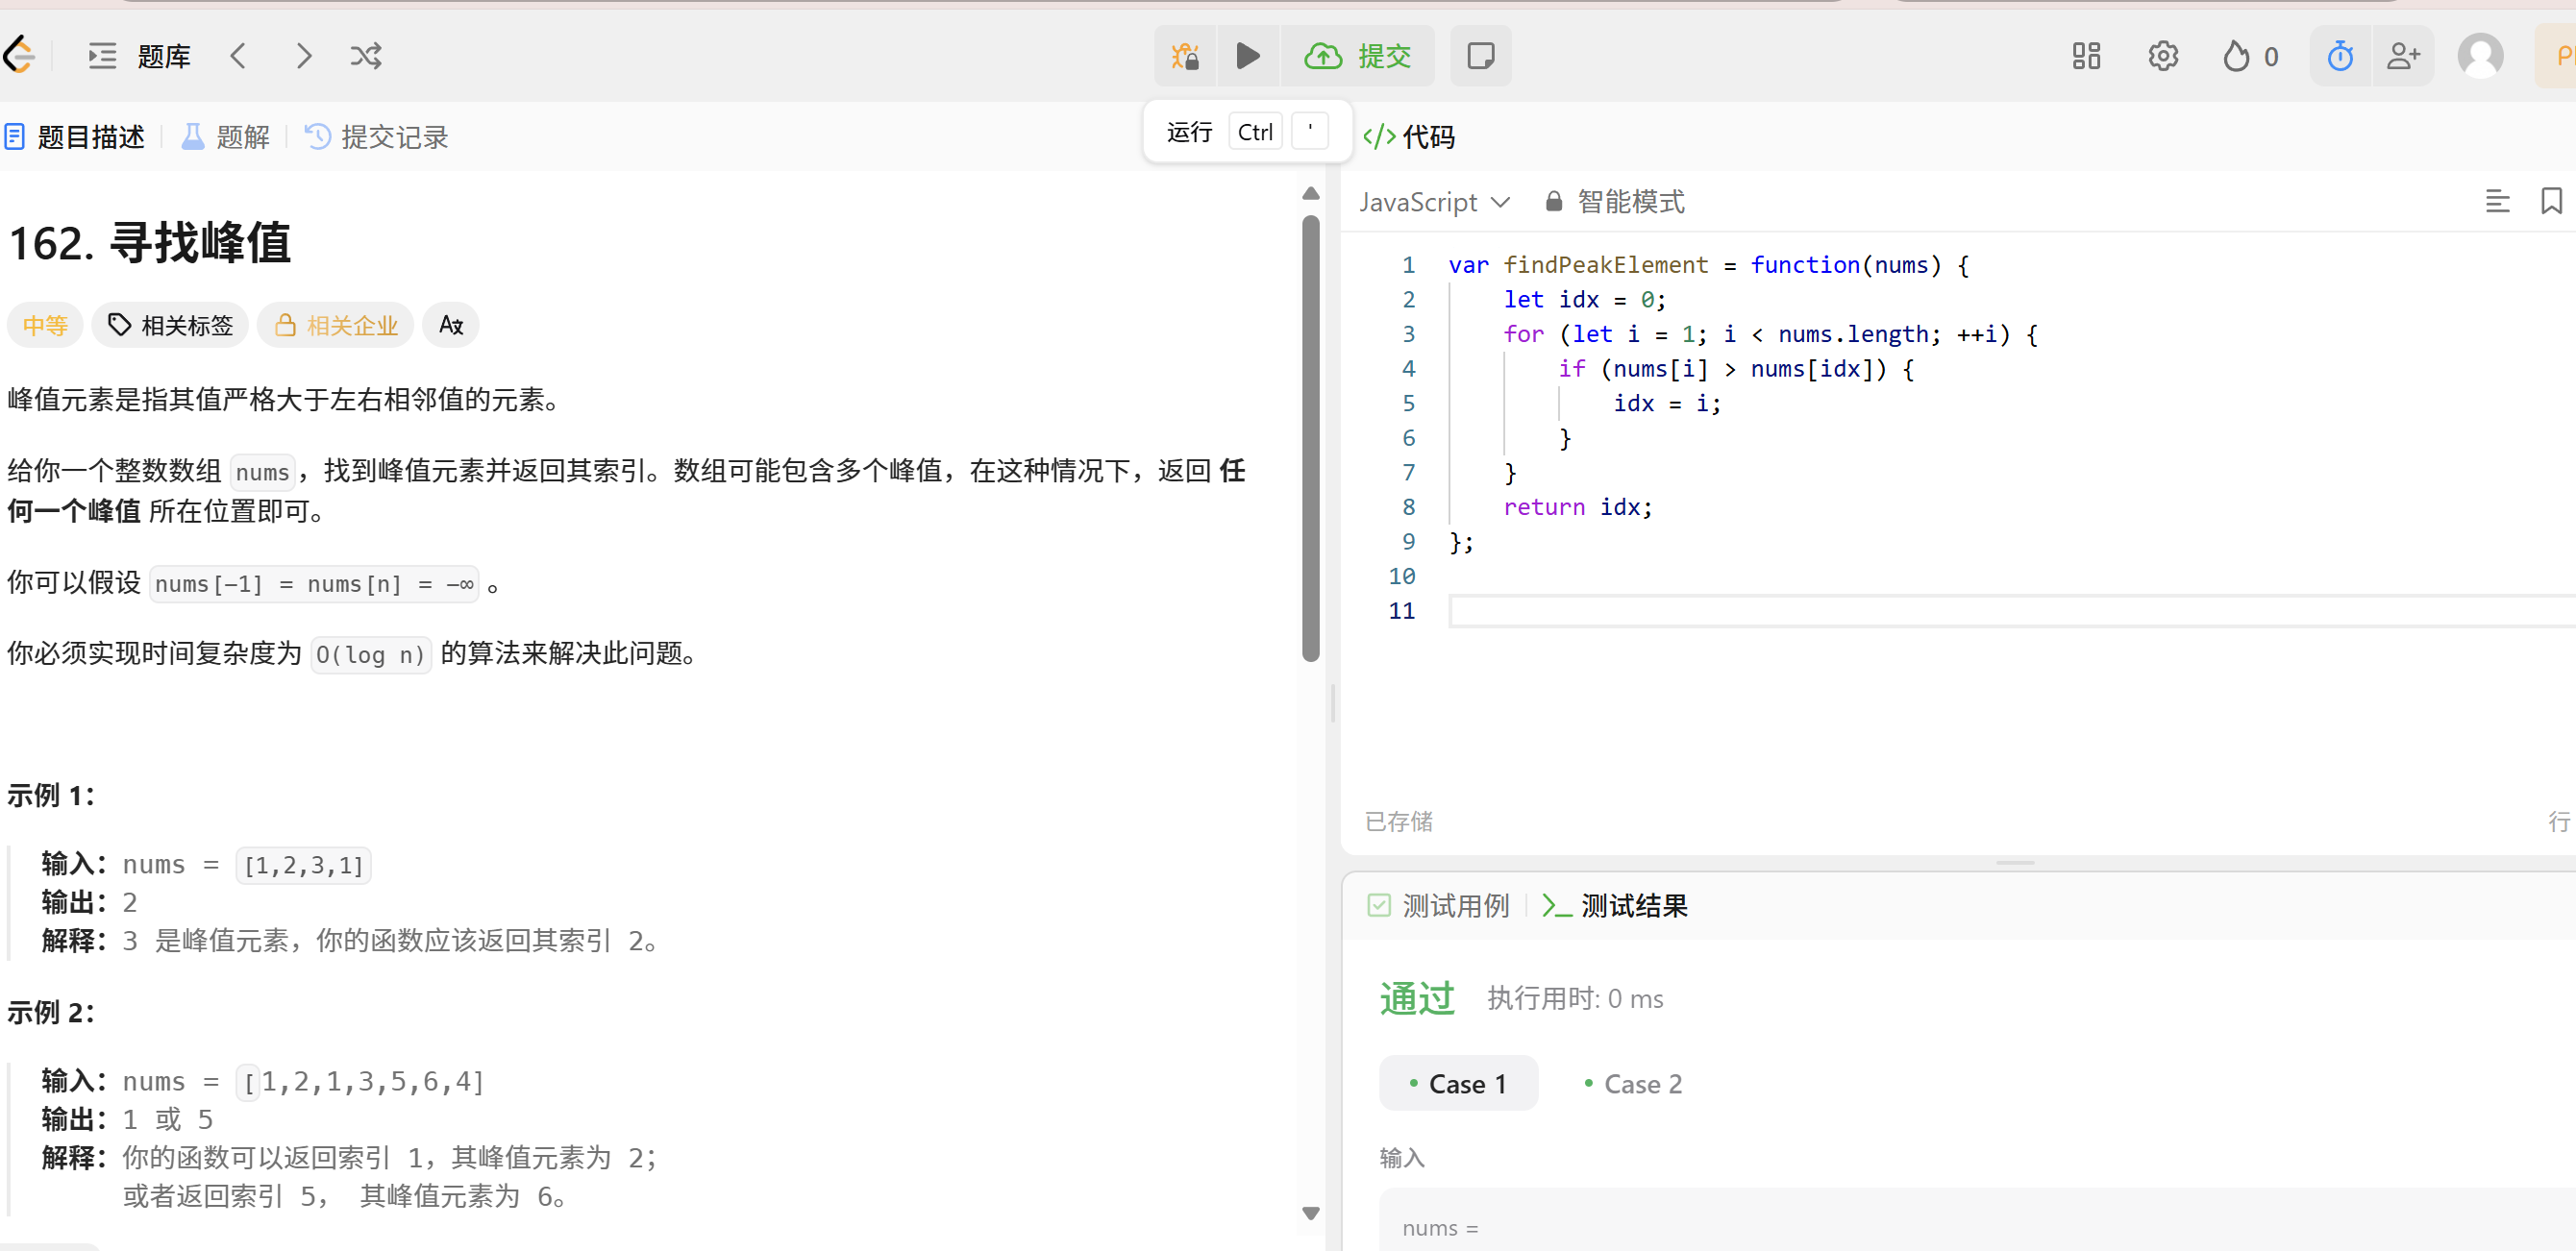 题库
提交
0
运行 Ctrl '
题目描述
题解
提交记录
162. 寻找峰值
中等
相关标签
相关企业
峰值元素是指其值严格大于左右相邻值的元素。
给你一个整数数组 nums，找到峰值元素并返回其索引。数组可能包含多个峰值，在这种情况下，返回 任
何一个峰值 所在位置即可。
你可以假设 nums[-1] = nums[n] = -∞ 。
你必须实现时间复杂度为 O(log n) 的算法来解决此问题。
示例 1：
输入：nums = [1,2,3,1]
输出：2
解释：3 是峰值元素，你的函数应该返回其索引 2。
示例 2：
输入：nums = [1,2,1,3,5,6,4]
输出：1 或 5
解释：你的函数可以返回索引 1，其峰值元素为 2；
或者返回索引 5， 其峰值元素为 6。
</> 代码
JavaScript
智能模式
1 var findPeakElement = function(nums) {
2 let idx = 0;
3 for (let i = 1; i < nums.length; ++i) {
4 if (nums[i] > nums[idx]) {
5 idx = i;
6 }
7 }
8 return idx;
9 };
10
11
已存储
行
测试用例
测试结果
通过 执行用时: 0 ms
Case 1
Case 2
输入
nums =